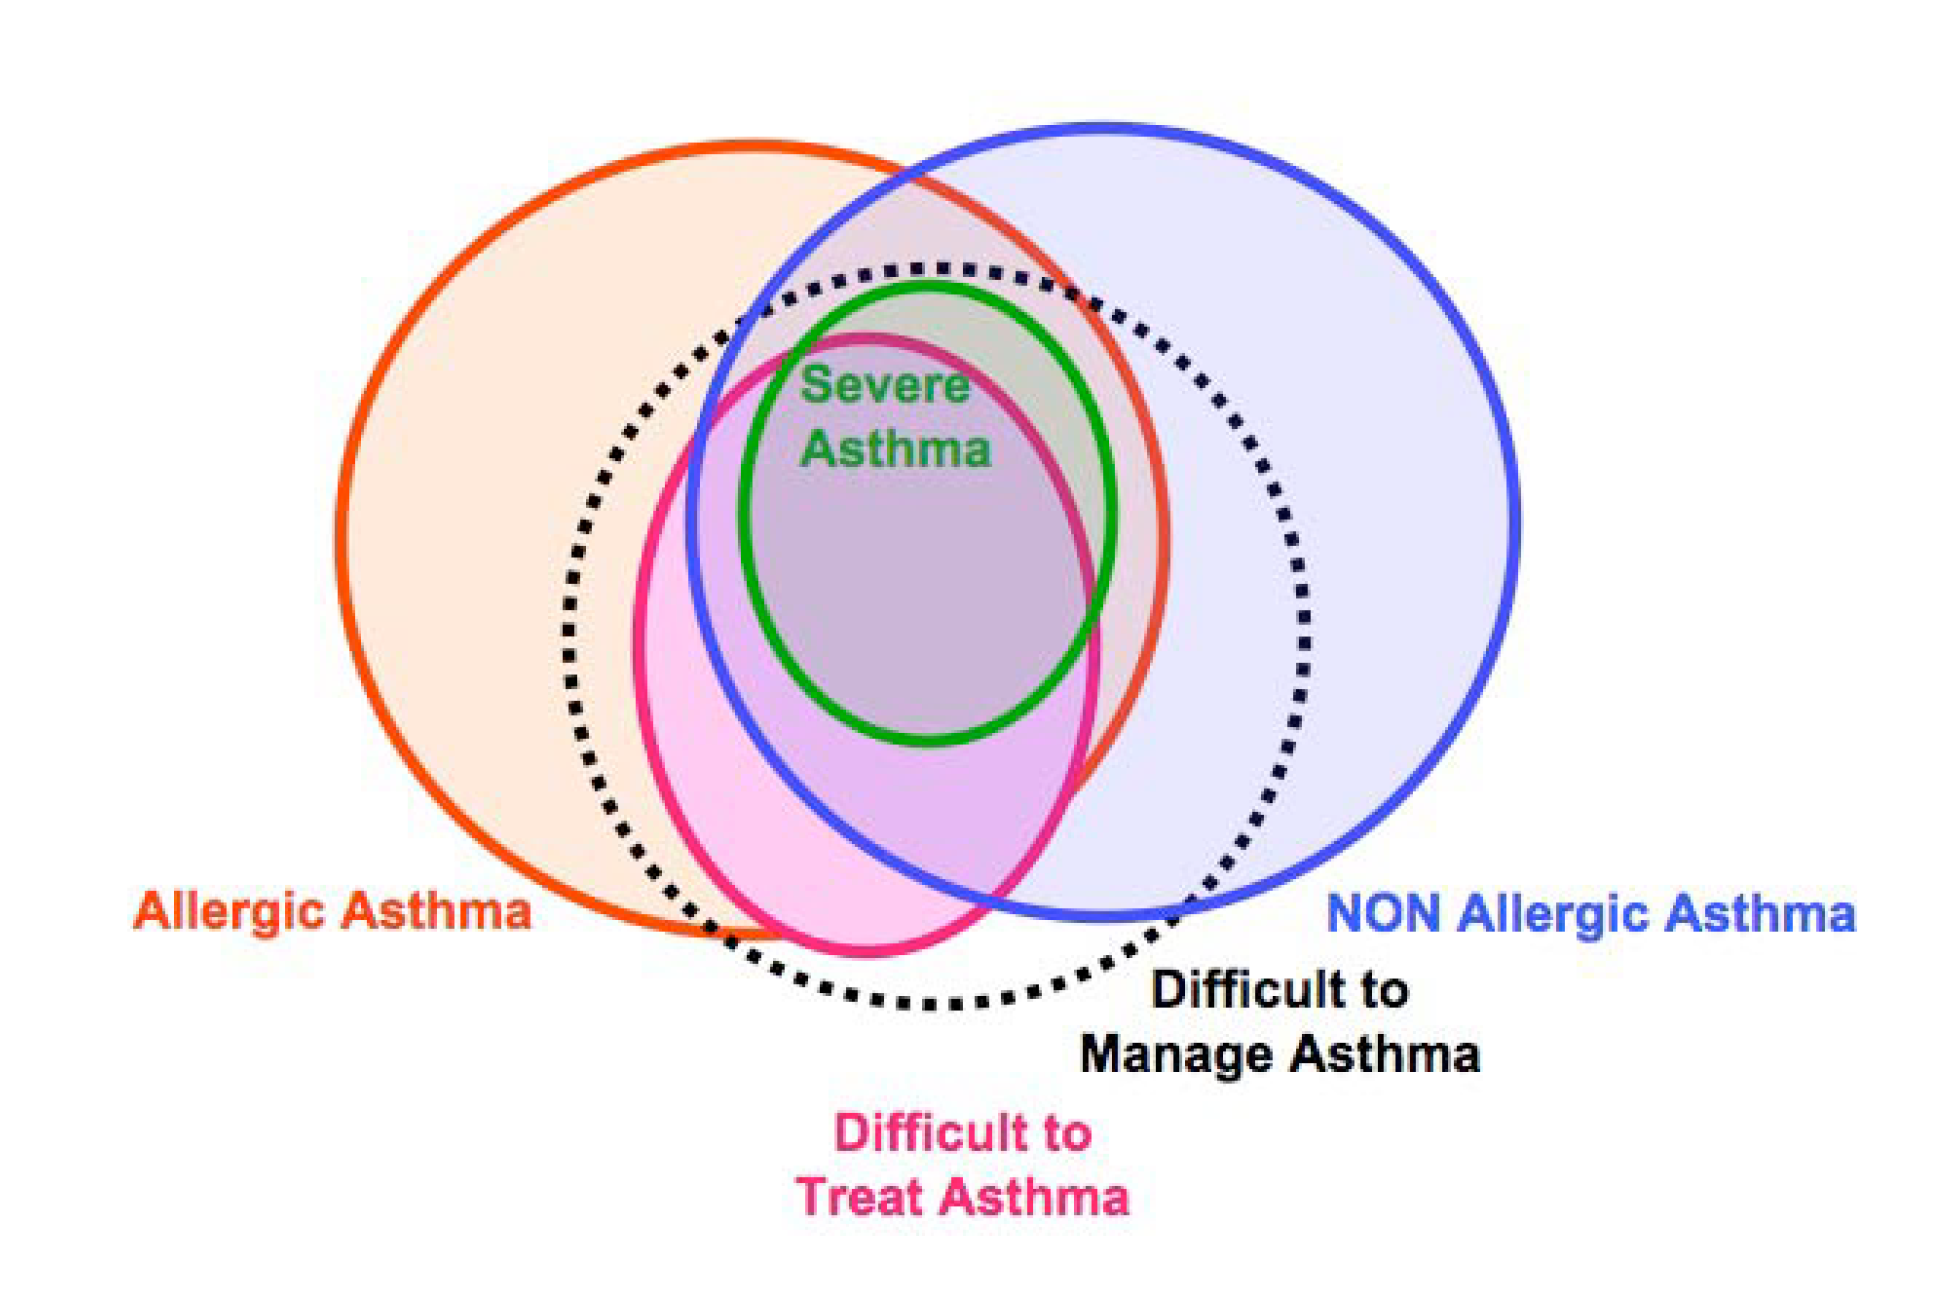 Severe
Asthma
Allergic Asthma
NON Allergic Asthma
Difficult to
Manage Asthma
Difficult to
Treat Asthma